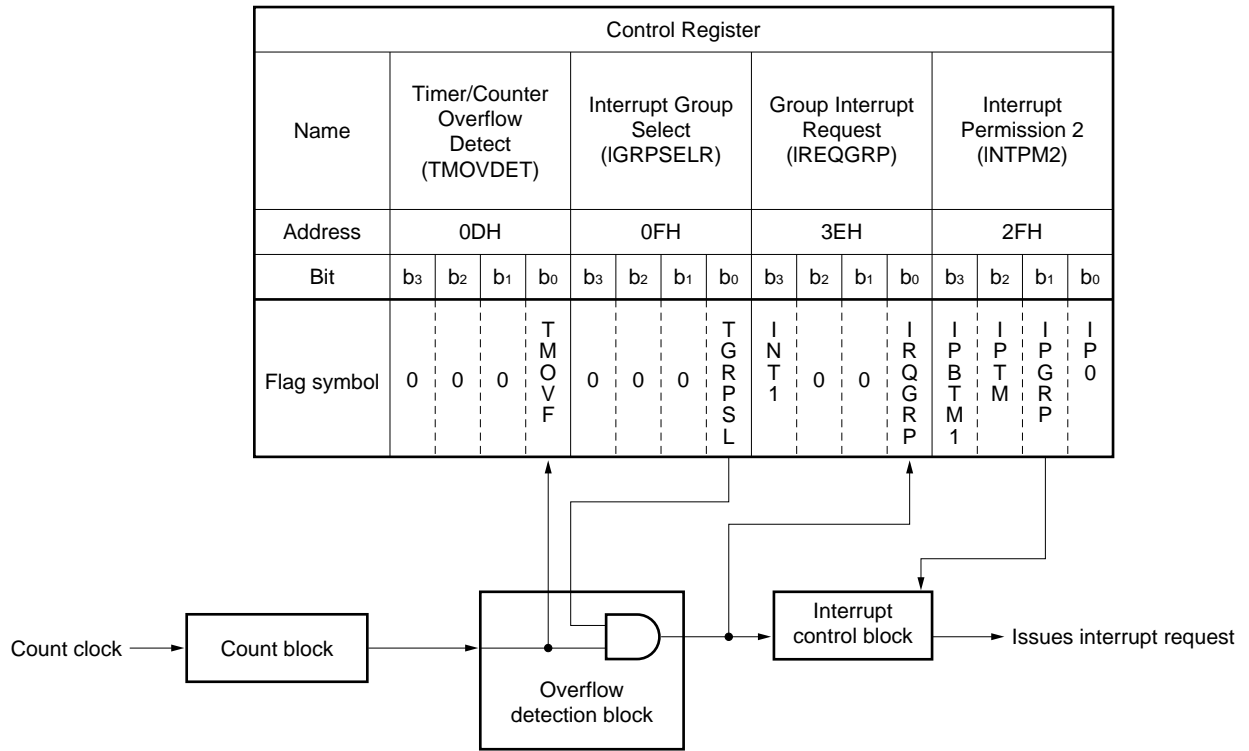 Control Register
Name
Timer/Counter
Overflow
Detect
(TMOVDET)
Interrupt Group
Select
(IGRPSELR)
Group Interrupt
Request
(IREQGRP)
Interrupt
Permission 2
(INTPM2)
Address 0DH 0FH 3EH 2FH
Bit b3 b2 b1 b0 b3 b2 b1 b0 b3 b2 b1 b0 b3 b2 b1 b0
Flag symbol 0 0 0 TMOVF 0 0 0 TGRPSL INT1 0 0 IRQGRP IPBTM1 IPTM IPGRP IP0
Count clock
Count block
Overflow
detection block
Interrupt
control block
Issues interrupt request